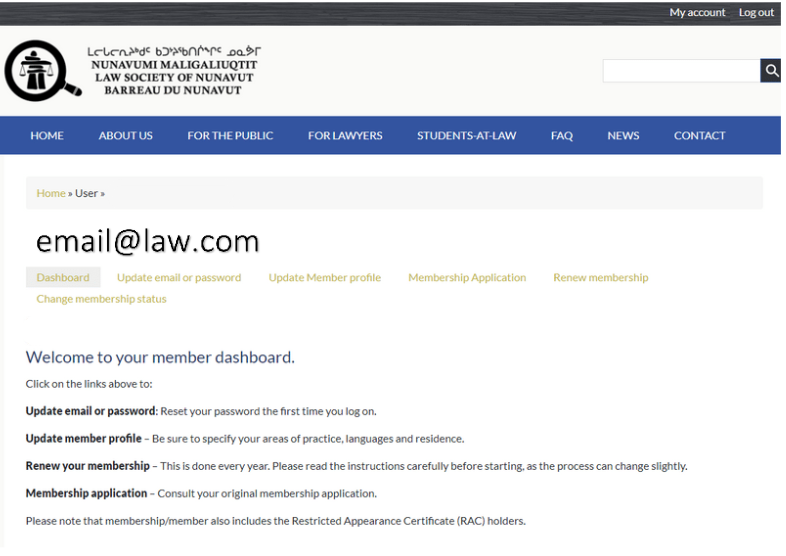 My account Log out
NUNAVUMI MALIGALIUQTIT
LAW SOCIETY OF NUNAVUT
BARREAU DU NUNAVUT
HOME ABOUT US FOR THE PUBLIC FOR LAWYERS STUDENTS-AT-LAW FAQ NEWS CONTACT
Home » User »
email@law.com
Dashboard Update email or password Update Member profile Membership Application Renew membership
Change membership status
Welcome to your member dashboard.
Click on the links above to:
Update email or password: Reset your password the first time you log on.
Update member profile – Be sure to specify your areas of practice, languages and residence.
Renew your membership – This is done every year. Please read the instructions carefully before starting, as the process can change slightly.
Membership application – Consult your original membership application.
Please note that membership/member also includes the Restricted Appearance Certificate (RAC) holders.